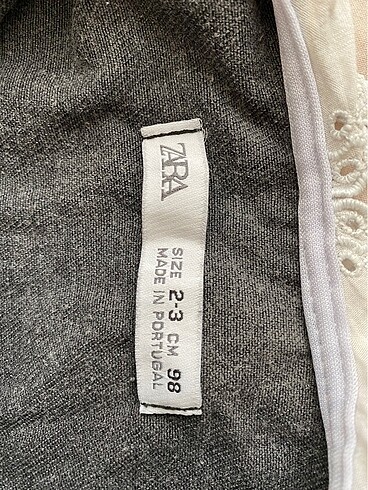 ZARA
SIZE 2-3 CM 98
MADE IN PORTUGAL